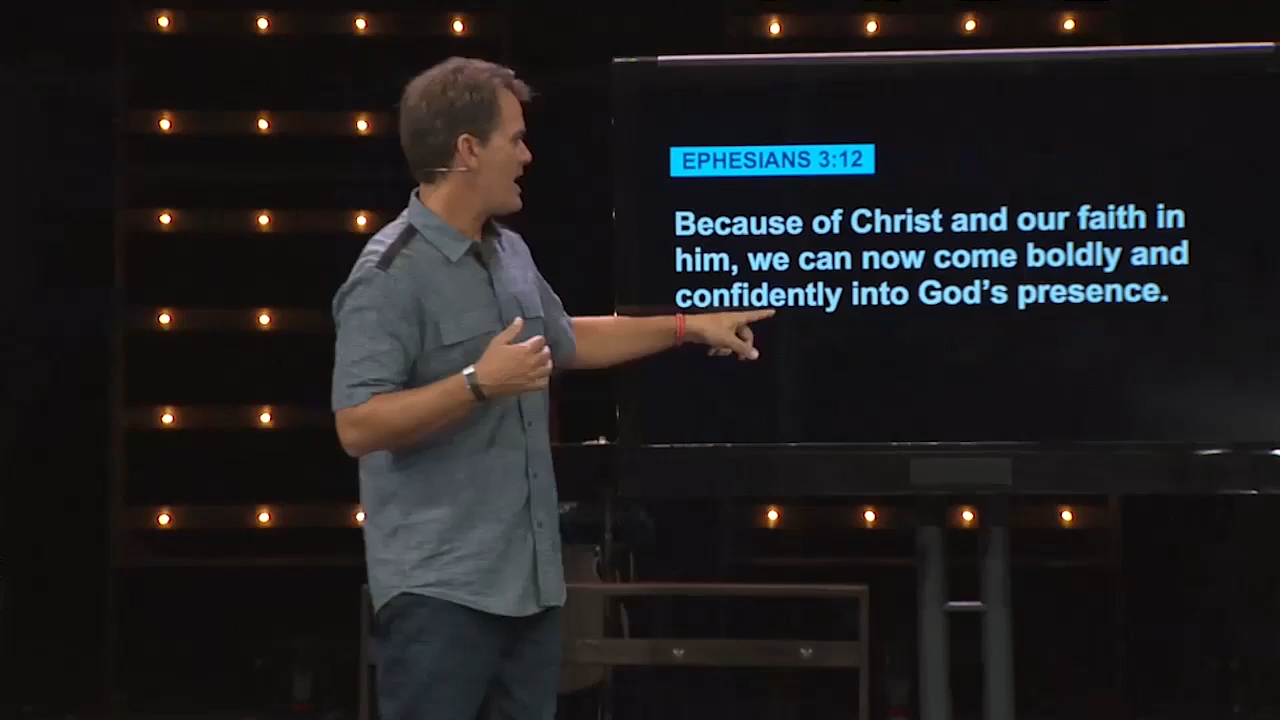 EPHESIANS 3:12
Because of Christ and our faith in
him, we can now come boldly and
confidently into God’s presence.